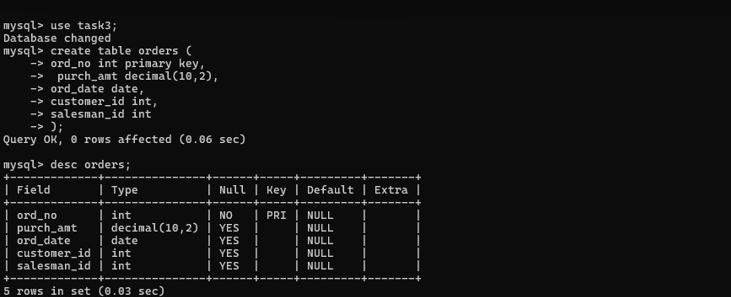 mysql> use task3;
Database changed
mysql> create table orders (
    -> ord_no int primary key,
    ->  purch_amt decimal(10,2),
    -> ord_date date,
    -> customer_id int,
    -> salesman_id int
    -> );
Query OK, 0 rows affected (0.06 sec)

mysql> desc orders;
+-------------+---------------+------+-----+---------+-------+
| Field       | Type          | Null | Key | Default | Extra |
+-------------+---------------+------+-----+---------+-------+
| ord_no      | int           | NO   | PRI | NULL    |       |
| purch_amt   | decimal(10,2) | YES  |     | NULL    |       |
| ord_date    | date          | YES  |     | NULL    |       |
| customer_id | int           | YES  |     | NULL    |       |
| salesman_id | int           | YES  |     | NULL    |       |
+-------------+---------------+------+-----+---------+-------+
5 rows in set (0.03 sec)